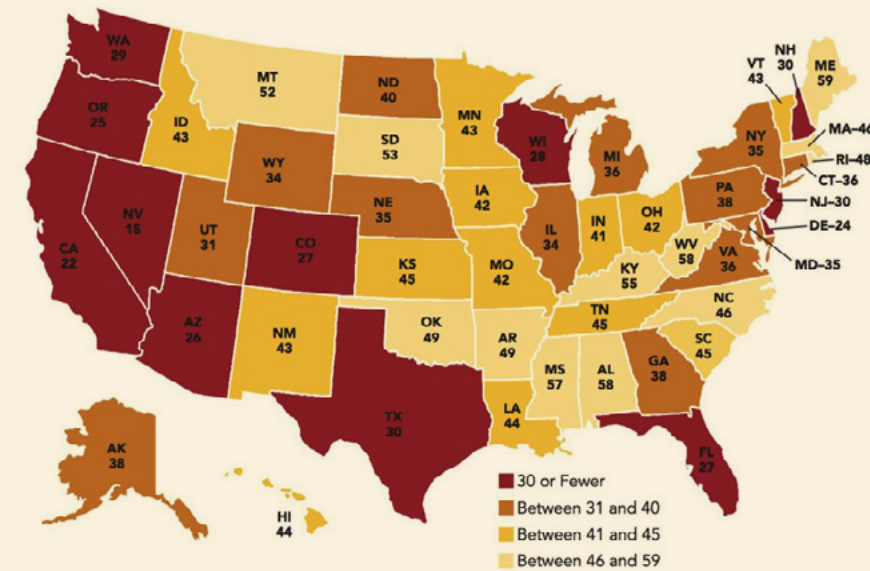 WA
29
OR
25
CA
22
NV
15
ID
43
MT
52
WY
34
UT
31
CO
27
AZ
26
NM
43
ND
40
SD
53
NE
35
KS
45
OK
49
TX
30
MN
43
IA
42
MO
42
AR
49
LA
44
WI
28
IL
34
MI
36
IN
41
OH
42
KY
55
TN
45
MS
57
AL
58
GA
38
FL
27
SC
45
NC
46
VA
36
WV
58
PA
38
NY
35
VT
43
NH
30
ME
59
MA–46
RI–48
CT–36
NJ–30
DE–24
MD–35
AK
38
HI
44
30 or Fewer
Between 31 and 40
Between 41 and 45
Between 46 and 59